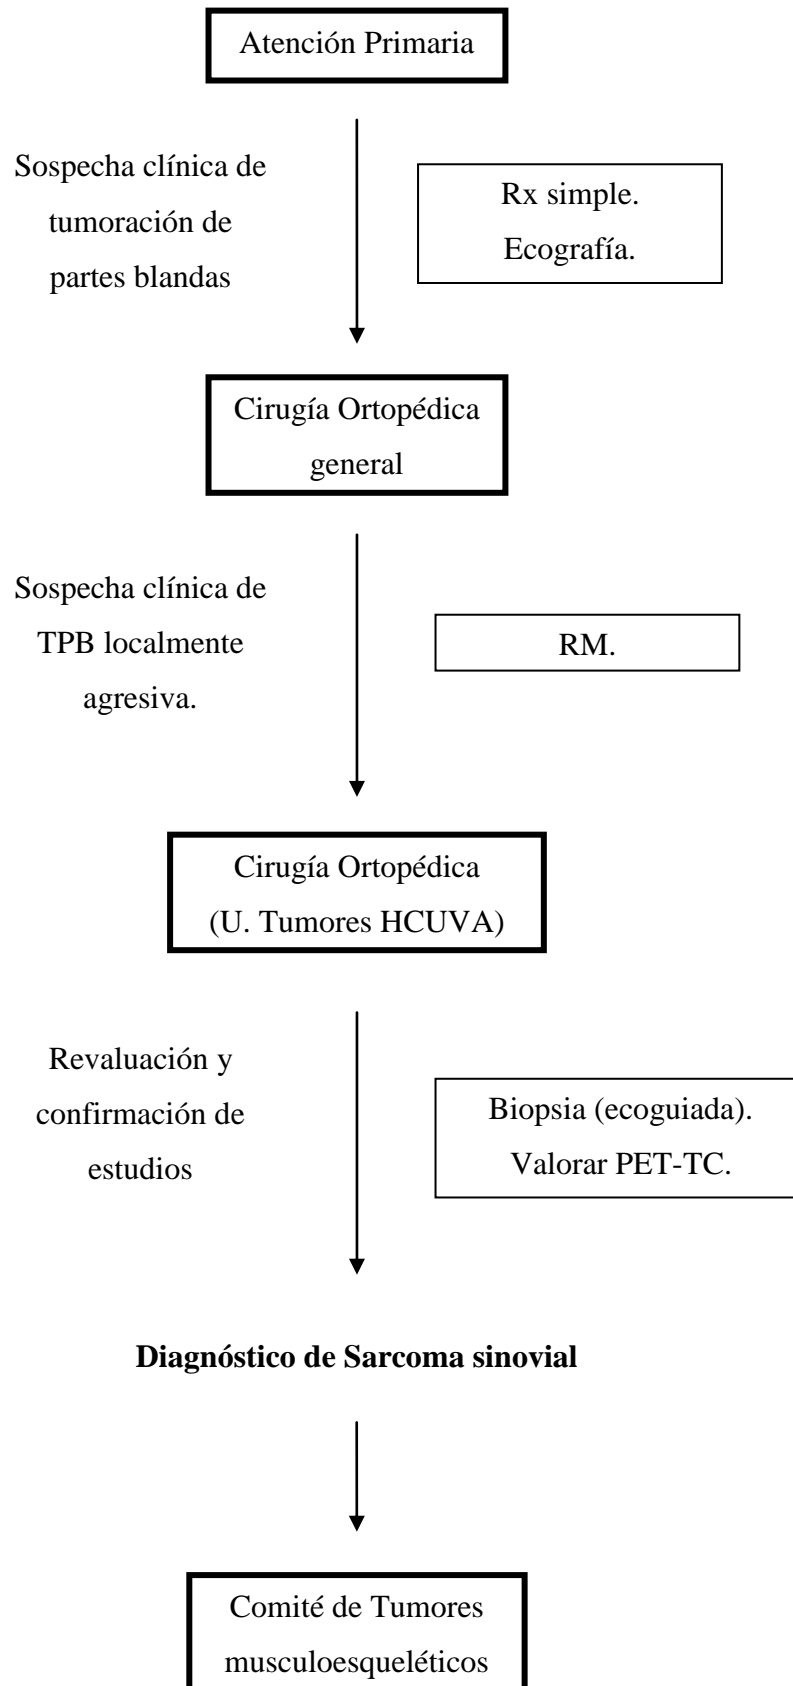 Atención Primaria
Sospecha clínica de
tumoración de
partes blandas
Rx simple.
Ecografía.
Cirugía Ortopédica
general
Sospecha clínica de
TPB localmente
agresiva.
RM.
Cirugía Ortopédica
(U. Tumores HCUVA)
Revaluación y
confirmación de
estudios
Biopsia (ecoguiada).
Valorar PET-TC.
Diagnóstico de Sarcoma sinovial
Comité de Tumores
musculoesqueléticos